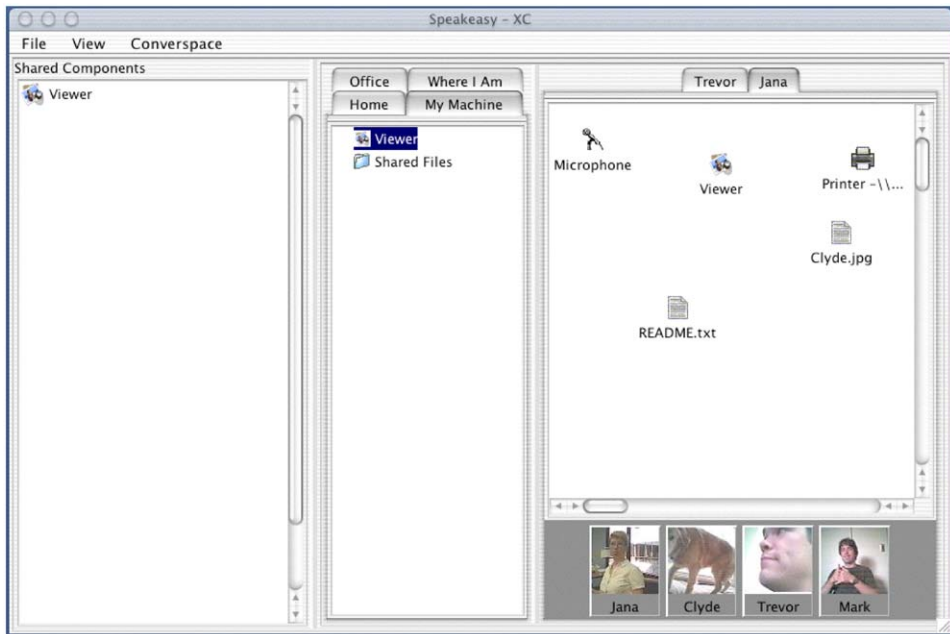 Speakeasy - XC
File View Converspace
Shared Components
Viewer
Office Where I Am
Home My Machine
Viewer
Shared Files
Trevor Jana
Microphone
Viewer
Printer -\\...
Clyde.jpg
README.txt
Jana Clyde Trevor Mark